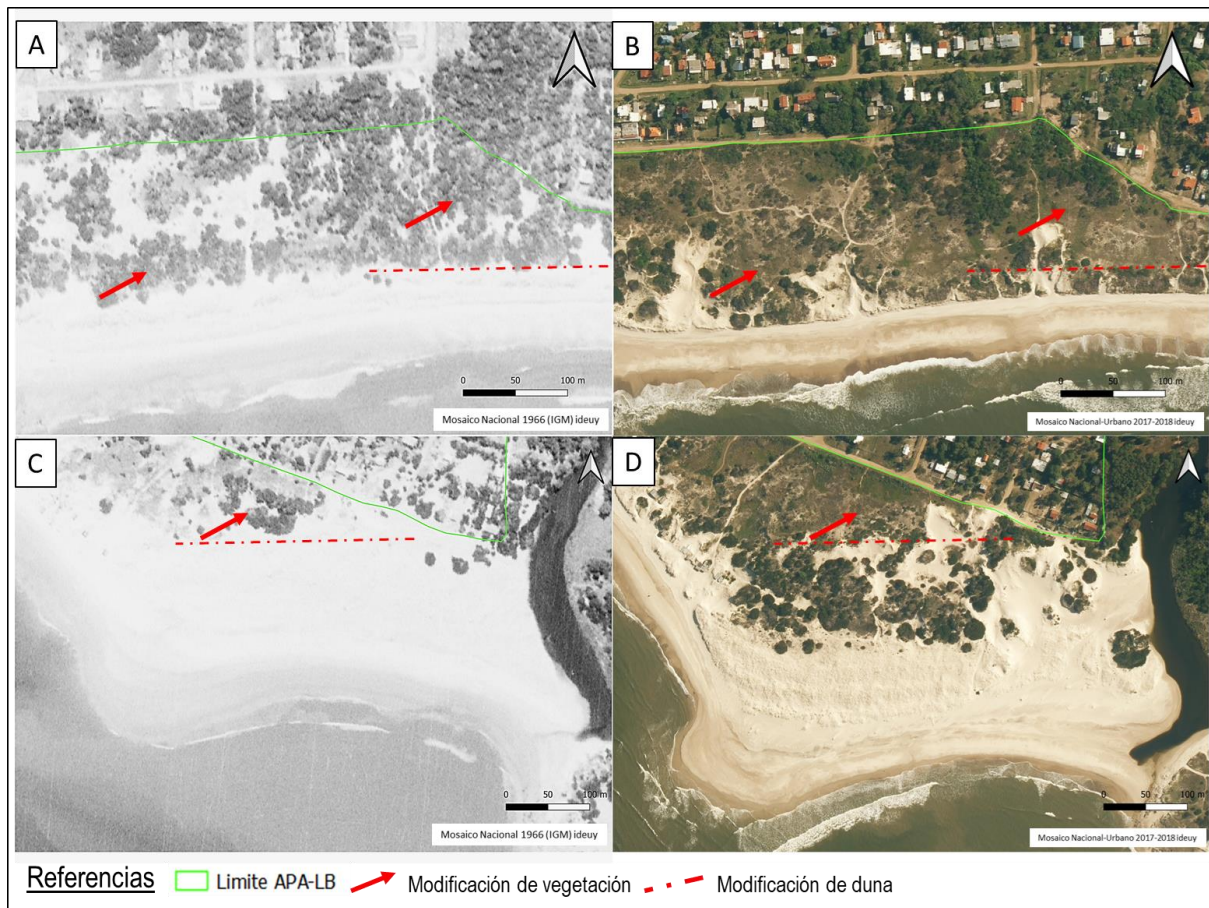 A
B
0 50 100 m
Mosaico Nacional 1966 (IGM) ideuy
0 50 100 m
Mosaico Nacional-Urbano 2017-2018 ideuy
C
D
0 50 100 m
Mosaico Nacional 1966 (IGM) ideuy
0 50 100 m
Mosaico Nacional-Urbano 2017-2018 ideuy
Referencias Limite APA-LB Modificación de vegetación Modificación de duna